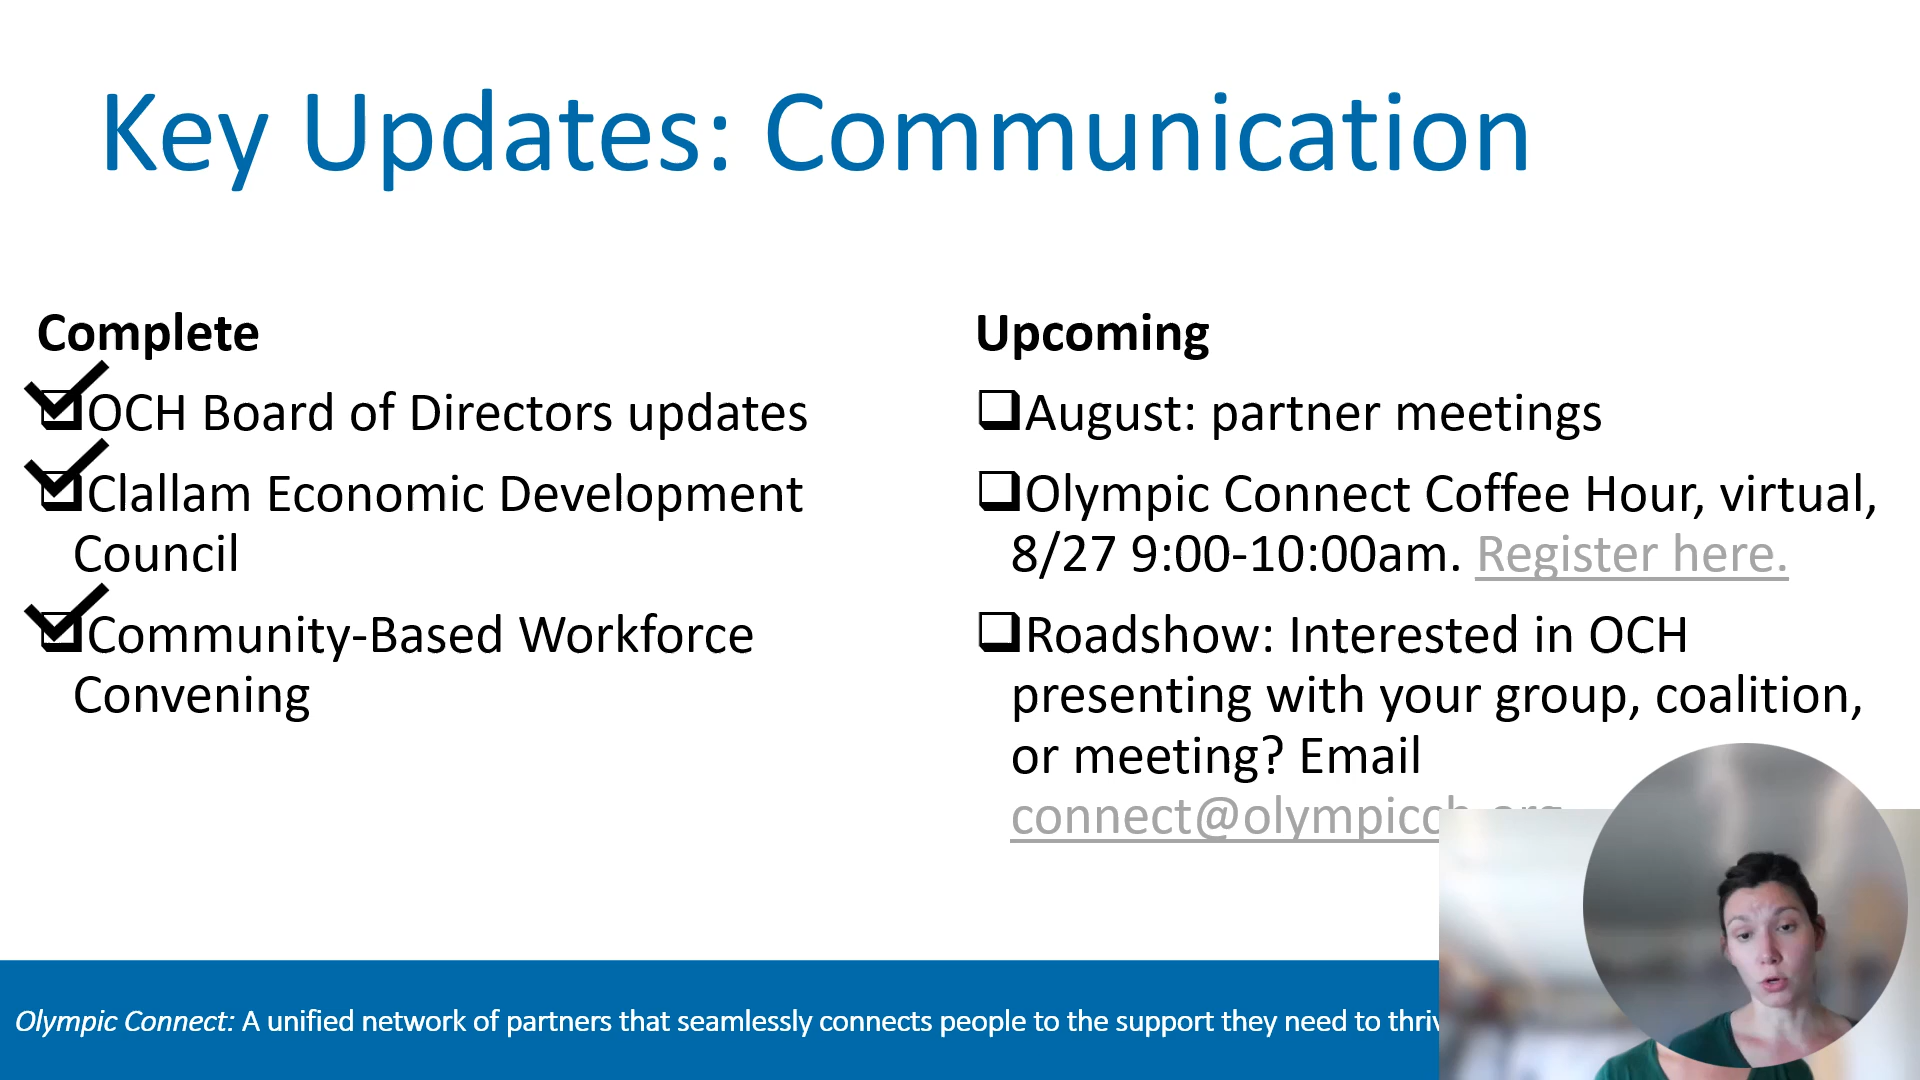 Key Updates: Communication
Complete
OCH Board of Directors updates
Clallam Economic Development
Council
Community-Based Workforce
Convening
Upcoming
August: partner meetings
Olympic Connect Coffee Hour, virtual,
8/27 9:00-10:00am. Register here.
Roadshow: Interested in OCH
presenting with your group, coalition,
or meeting? Email
connect@olympicch.org
Olympic Connect: A unified network of partners that seamlessly connects people to the support they need to